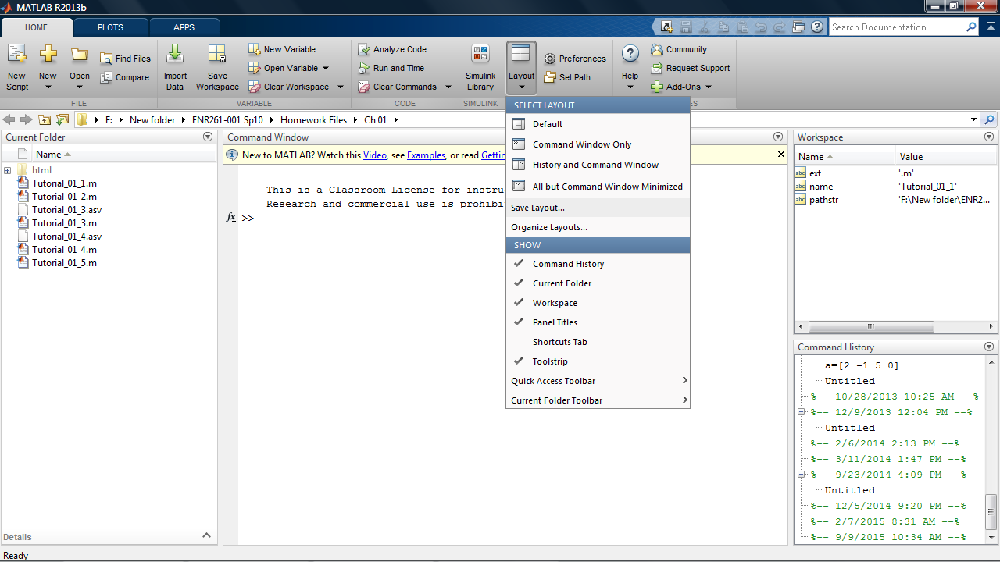 MATLAB R2013b
HOME PLOTS APPS
Search Documentation
New Script
New
Open
Find Files
Compare
Import Data
Save Workspace
New Variable
Open Variable
Clear Workspace
Analyze Code
Run and Time
Clear Commands
Simulink Library
Layout
Preferences
Set Path
Help
Community
Request Support
Add-Ons
FILE VARIABLE CODE SIMULINK ES
F: New folder ENR261-001 Sp10 Homework Files Ch 01
Current Folder
Name
html
Tutorial_01_1.m
Tutorial_01_2.m
Tutorial_01_3.asv
Tutorial_01_3.m
Tutorial_01_4.asv
Tutorial_01_4.m
Tutorial_01_5.m
Details
Command Window
New to MATLAB? Watch this Video, see Examples, or read Gettin
This is a Classroom License for instruc
Research and commercial use is prohibi
fx >>
SELECT LAYOUT
Default
Command Window Only
History and Command Window
All but Command Window Minimized
Save Layout...
Organize Layouts...
SHOW
Command History
Current Folder
Workspace
Panel Titles
Shortcuts Tab
Toolstrip
Quick Access Toolbar
Current Folder Toolbar
Workspace
Name Value
abc ext '.m'
abc name 'Tutorial_01_1'
abc pathstr 'F:\New folder\ENR2...
Command History
a=[2 -1 5 0]
Untitled
%-- 10/28/2013 10:25 AM --%
%-- 12/9/2013 12:04 PM --%
Untitled
%-- 2/6/2014 2:13 PM --%
%-- 3/11/2014 1:47 PM --%
%-- 9/23/2014 4:09 PM --%
Untitled
%-- 12/5/2014 9:20 PM --%
%-- 2/7/2015 8:31 AM --%
%-- 9/9/2015 10:34 AM --%
Ready